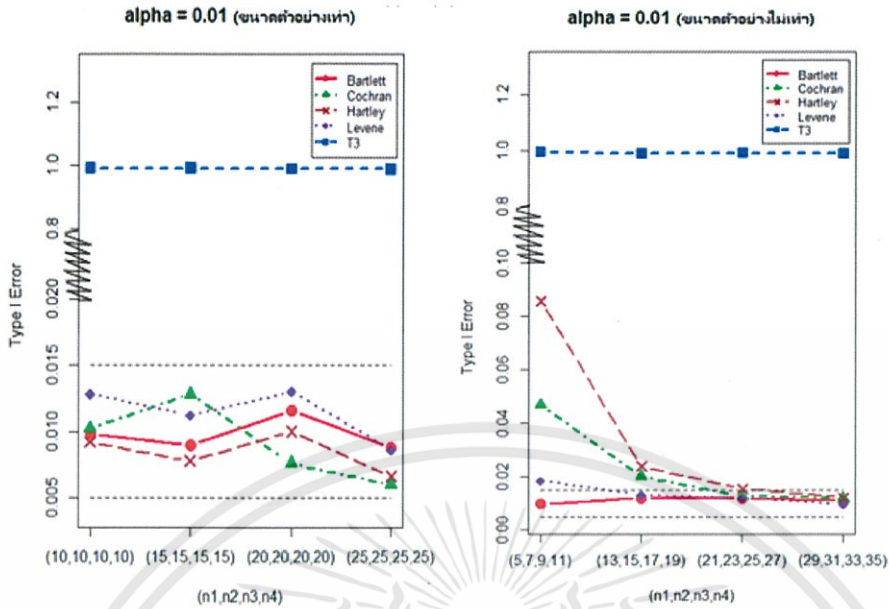 alpha = 0.01 (ขนาดตัวอย่างเท่า)
Bartlett
Cochran
Hartley
Levene
T3
Type I Error
1.2
1.0
0.8
0.020
0.015
0.010
0.005
(10,10,10,10) (15,15,15,15) (20,20,20,20) (25,25,25,25)
(n1,n2,n3,n4)
alpha = 0.01 (ขนาดตัวอย่างไม่เท่า)
Bartlett
Cochran
Hartley
Levene
T3
Type I Error
1.2
1.0
0.8
0.10
0.08
0.06
0.04
0.02
0.00
(5,7,9,11) (13,15,17,19) (21,23,25,27) (29,31,33,35)
(n1,n2,n3,n4)